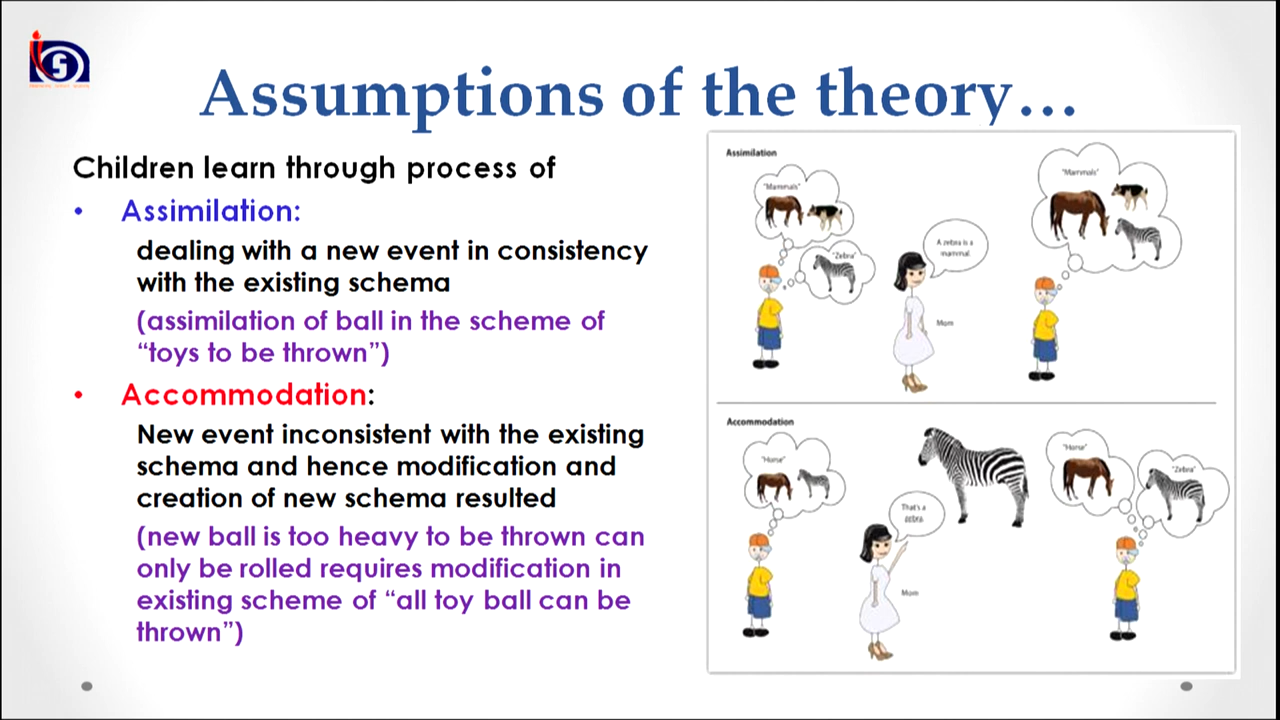 Assumptions of the theory…
Children learn through process of
• Assimilation:
dealing with a new event in consistency
with the existing schema
(assimilation of ball in the scheme of
“toys to be thrown”)
• Accommodation:
New event inconsistent with the existing
schema and hence modification and
creation of new schema resulted
(new ball is too heavy to be thrown can
only be rolled requires modification in
existing scheme of “all toy ball can be
thrown”)
Assimilation
"Mammals"
"Zebra"
A zebra is a
mammal.
Mom
"Mammals"
Accommodation
"Horse"
That's a
zebra.
Mom
"Horse"
"Zebra"